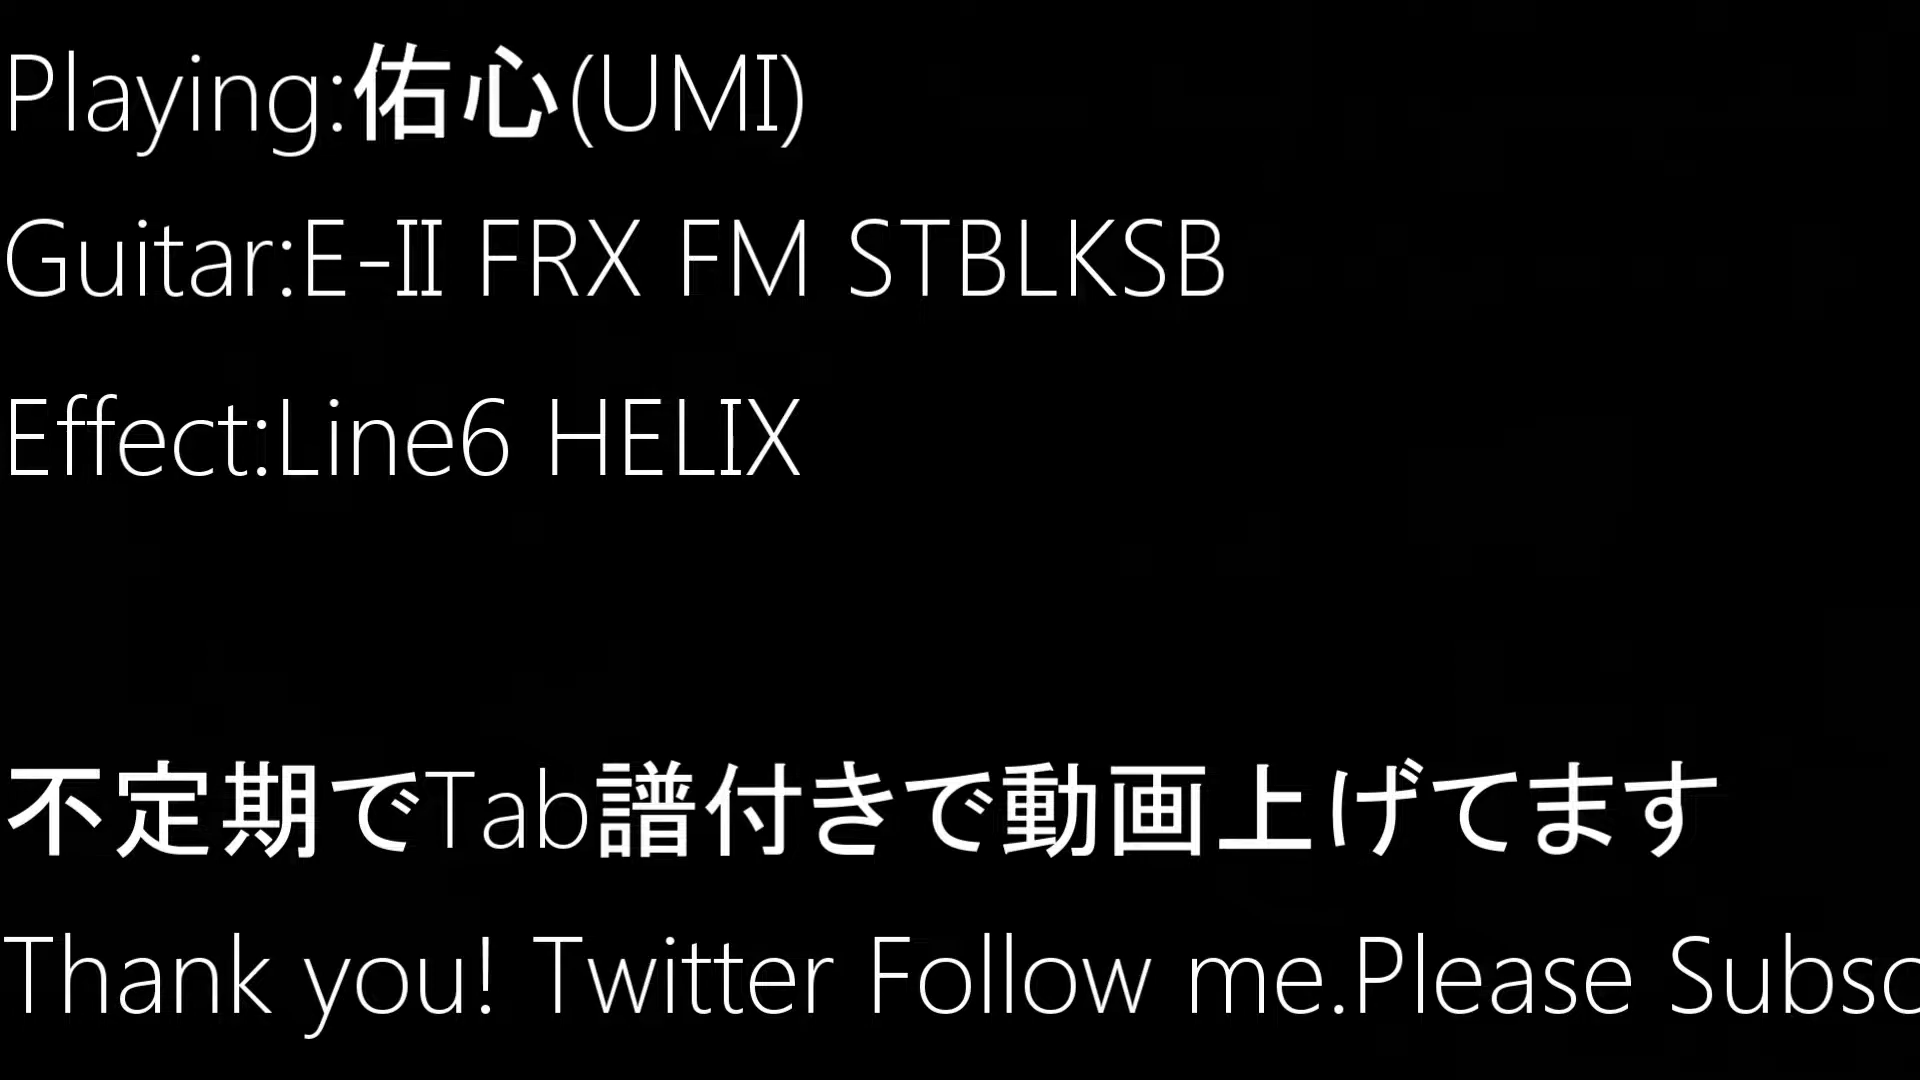 Playing:佑心(UMI)
Guitar:E-II FRX FM STBLKSB
Effect:Line6 HELIX
不定期でTab譜付きで動画上げてます
Thank you! Twitter Follow me.Please Subsc